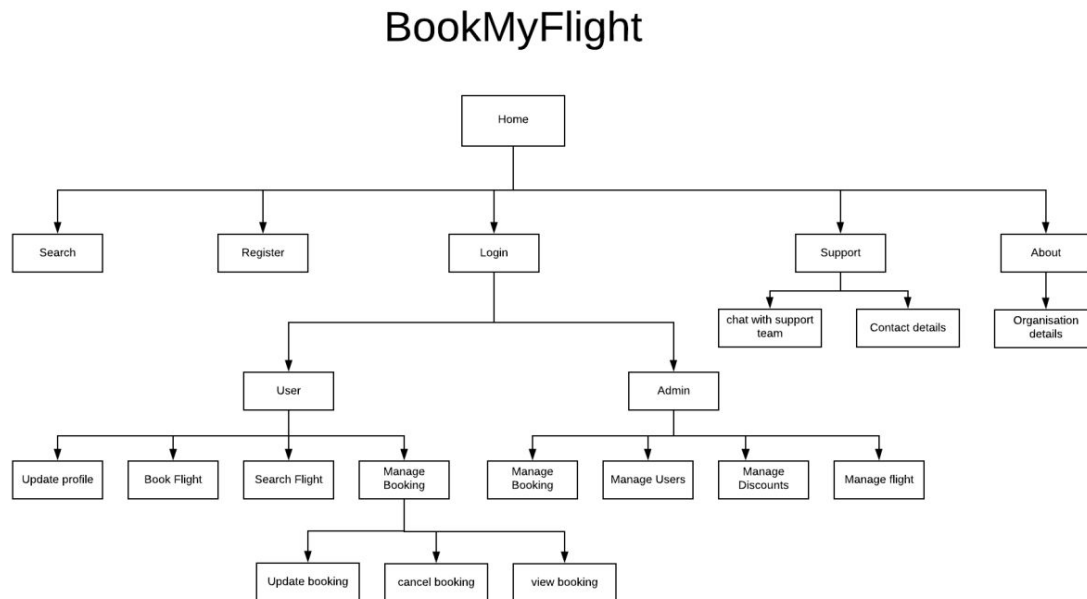 BookMyFlight
Home
Search
Register
Login
Support
About
chat with support
team
Contact details
Organisation
details
User
Admin
Update profile
Book Flight
Search Flight
Manage
Booking
Manage
Booking
Manage Users
Manage
Discounts
Manage flight
Update booking
cancel booking
view booking